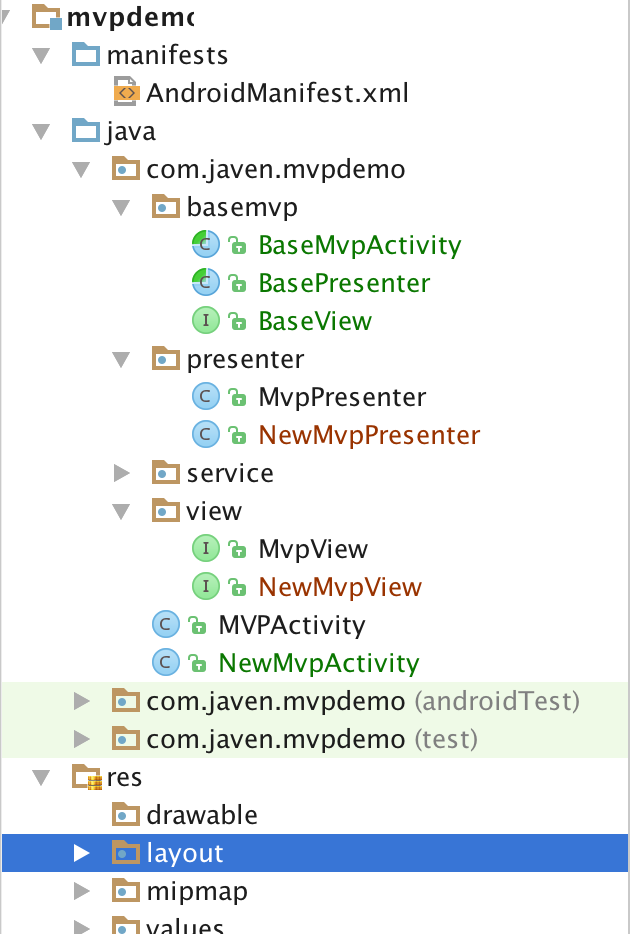 mvpdemo
manifests
AndroidManifest.xml
java
com.javen.mvpdemo
basemvp
BaseMvpActivity
BasePresenter
BaseView
presenter
MvpPresenter
NewMvpPresenter
service
view
MvpView
NewMvpView
MVPActivity
NewMvpActivity
com.javen.mvpdemo (androidTest)
com.javen.mvpdemo (test)
res
drawable
layout
mipmap
values